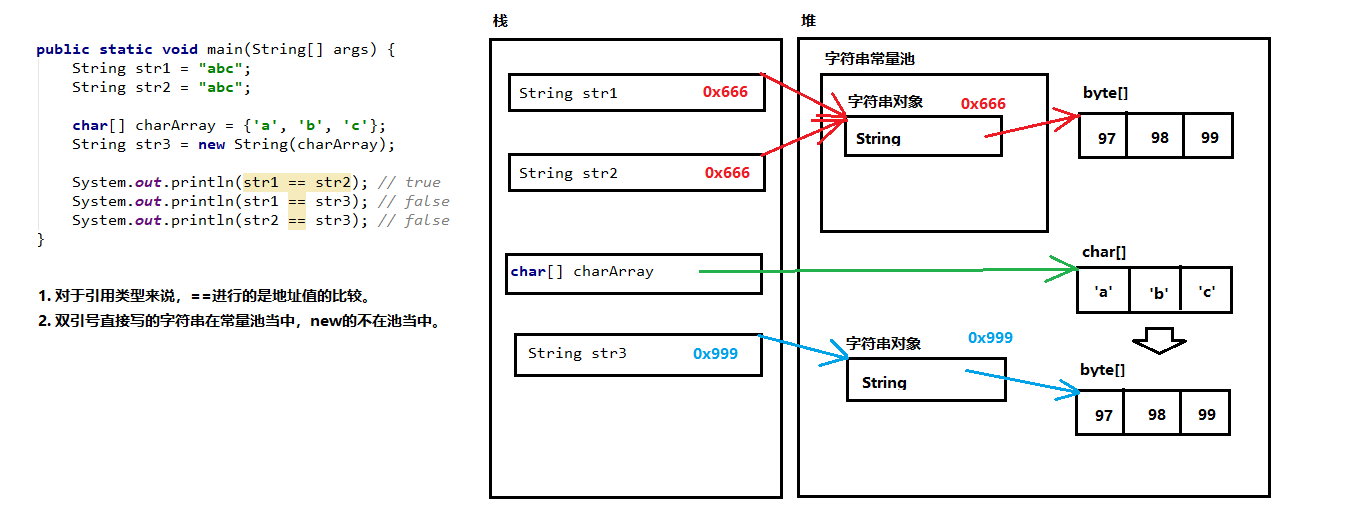 public static void main(String[] args) {
String str1 = "abc";
String str2 = "abc";
char[] charArray = {'a', 'b', 'c'};
String str3 = new String(charArray);
System.out.println(str1 == str2); // true
System.out.println(str1 == str3); // false
System.out.println(str2 == str3); // false
}
1. 对于引用类型来说，==进行的是地址值的比较。
2. 双引号直接写的字符串在常量池当中，new的不在池当中。
栈
String str1 0x666
String str2 0x666
char[] charArray
String str3 0x999
堆
字符串常量池
字符串对象 0x666
String
byte[]
97 98 99
char[]
'a' 'b' 'c'
字符串对象 0x999
String
byte[]
97 98 99